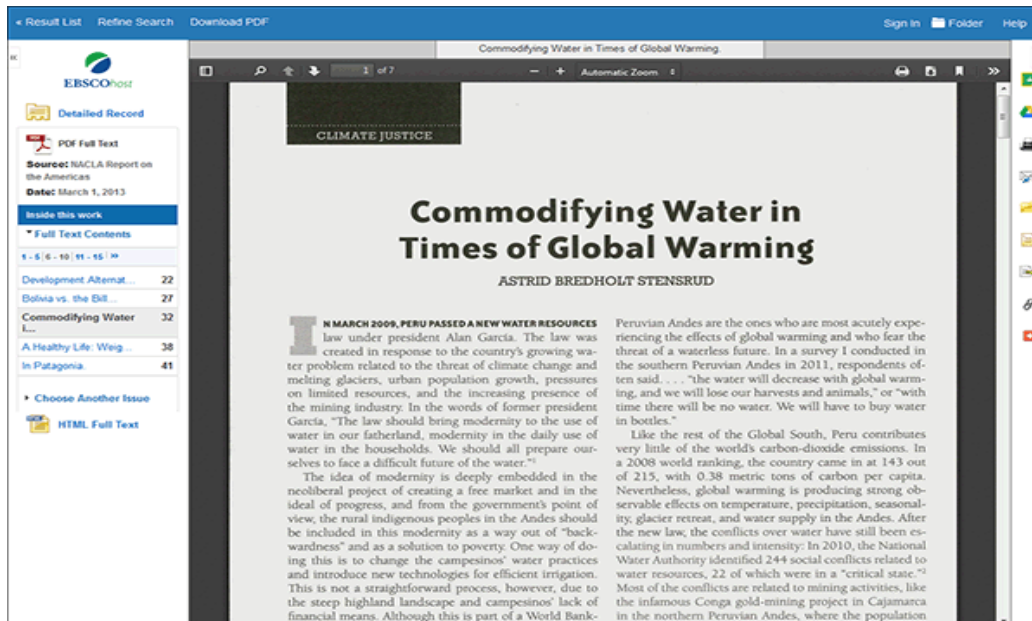 « Result List Refine Search Download PDF
Sign In Folder Help
Commodifying Water in Times of Global Warming.
1 of 7
Automatic Zoom
EBSCOhost
Detailed Record
PDF Full Text
Source: NACLA Report on
the Americas
Date: March 1, 2013
Inside this work
Full Text Contents
1 - 5 | 6 - 10 | 11 - 15 | »
Development Alternat... 22
Bolivia vs. the Bill... 27
Commodifying Water 32
i...
A Healthy Life: Weig... 38
In Patagonia. 41
Choose Another Issue
HTML Full Text
CLIMATE JUSTICE
Commodifying Water in
Times of Global Warming
ASTRID BREDHOLT STENSRUD
IN MARCH 2009, PERU PASSED A NEW WATER RESOURCES
law under president Alan García. The law was
created in response to the country's growing wa-
ter problem related to the threat of climate change and
melting glaciers, urban population growth, pressures
on limited resources, and the increasing presence of
the mining industry. In the words of former president
García, "The law should bring modernity to the use of
water in our fatherland, modernity in the daily use of
water in the households. We should all prepare our-
selves to face a difficult future of the water."1
The idea of modernity is deeply embedded in the
neoliberal project of creating a free market and in the
ideal of progress, and from the government's point of
view, the rural indigenous peoples in the Andes should
be included in this modernity as a way out of "back-
wardness" and as a solution to poverty. One way of do-
ing this is to change the campesinos' water practices
and introduce new technologies for efficient irrigation.
This is not a straightforward process, however, due to
the steep highland landscape and campesinos' lack of
financial means. Although this is part of a World Bank-
Peruvian Andes are the ones who are most acutely expe-
riencing the effects of global warming and who fear the
threat of a waterless future. In a survey I conducted in
the southern Peruvian Andes in 2011, respondents of-
ten said. . . . "the water will decrease with global warm-
ing, and we will lose our harvests and animals," or "with
time there will be no water. We will have to buy water
in bottles."
Like the rest of the Global South, Peru contributes
very little of the world's carbon-dioxide emissions. In
a 2008 world ranking, the country came in at 143 out
of 215, with 0.38 metric tons of carbon per capita.
Nevertheless, global warming is producing strong ob-
servable effects on temperature, precipitation, seasonal-
ity, glacier retreat, and water supply in the Andes. After
the new law, the conflicts over water have still been es-
calating in numbers and intensity: In 2010, the National
Water Authority identified 244 social conflicts related to
water resources, 22 of which were in a "critical state."2
Most of the conflicts are related to mining activities, like
the infamous Conga gold-mining project in Cajamarca
in the northern Peruvian Andes, where the population